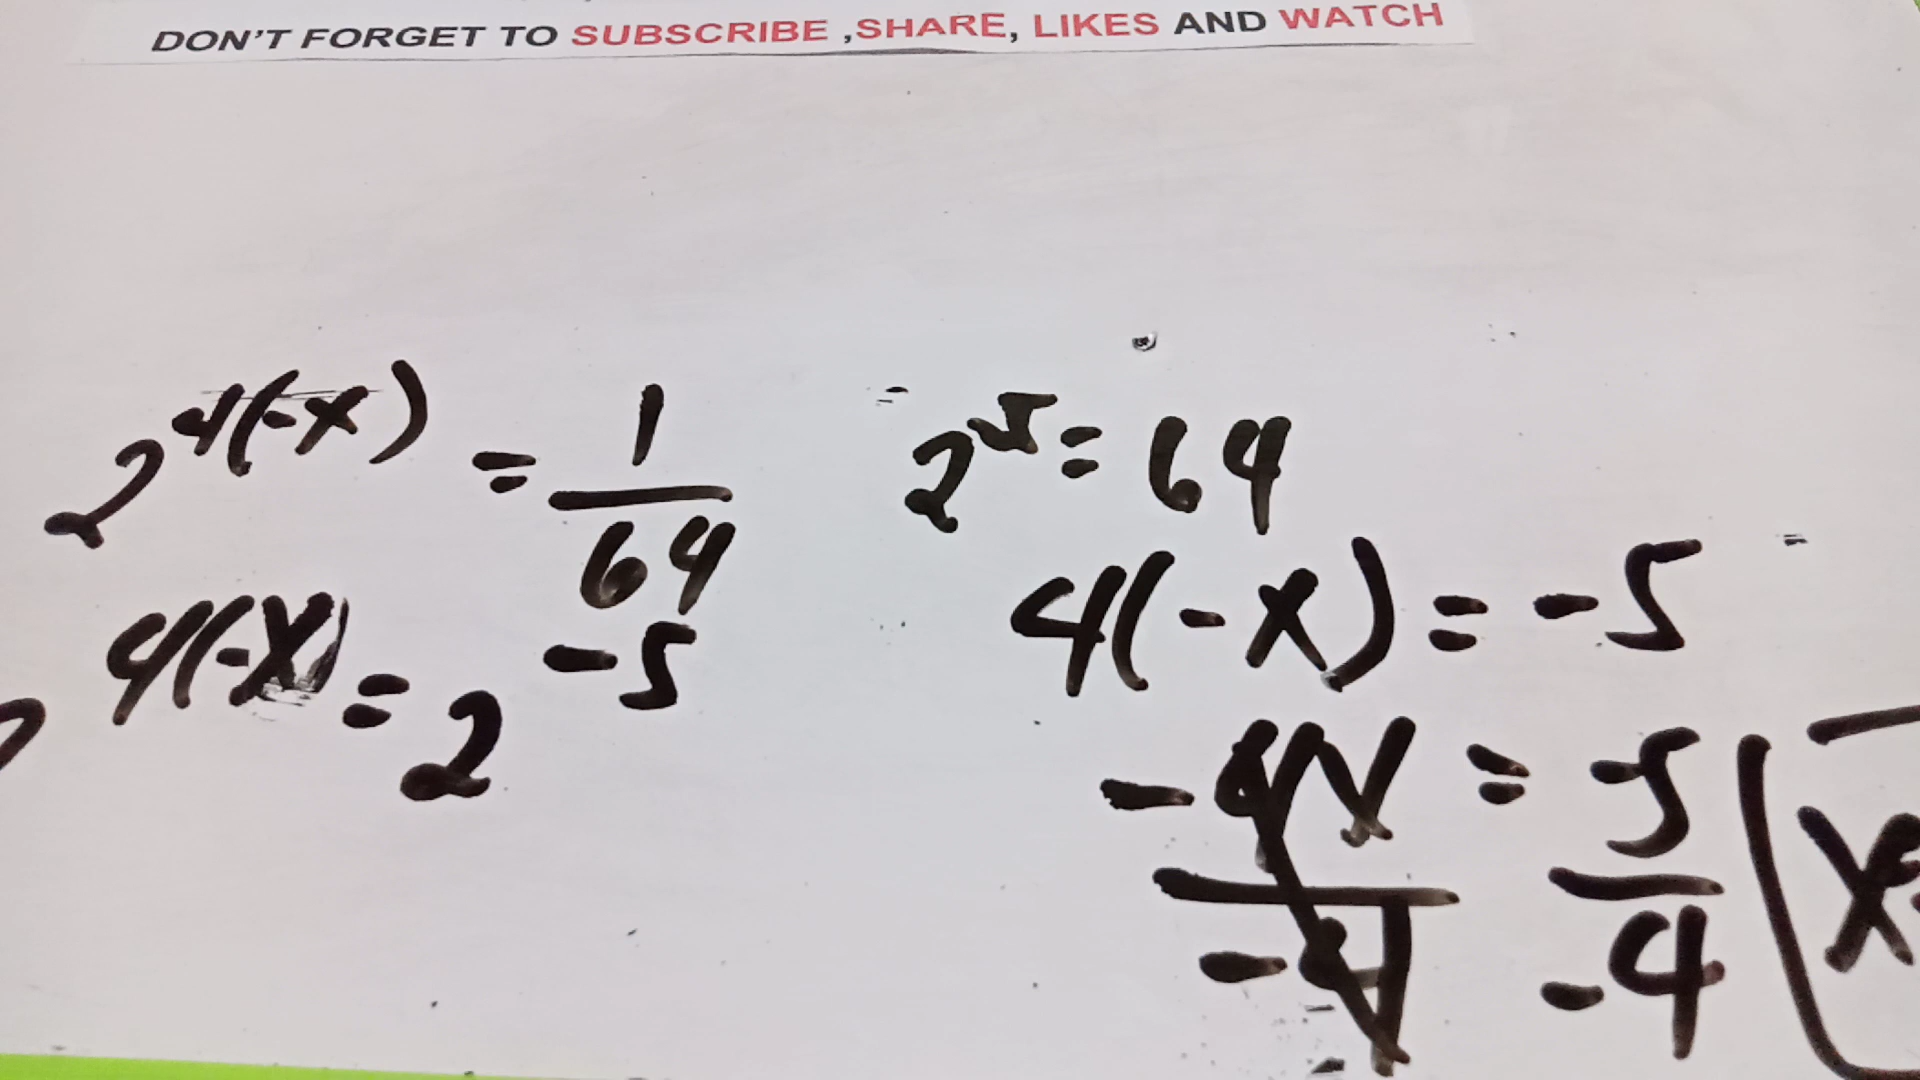 DON'T FORGET TO SUBSCRIBE ,SHARE, LIKES AND WATCH
2^4(-x) = 1/64
2^5 = 64
2^4(-x) = 2^-5
4(-x) = -5
-4x/-4 = -5/-4
x